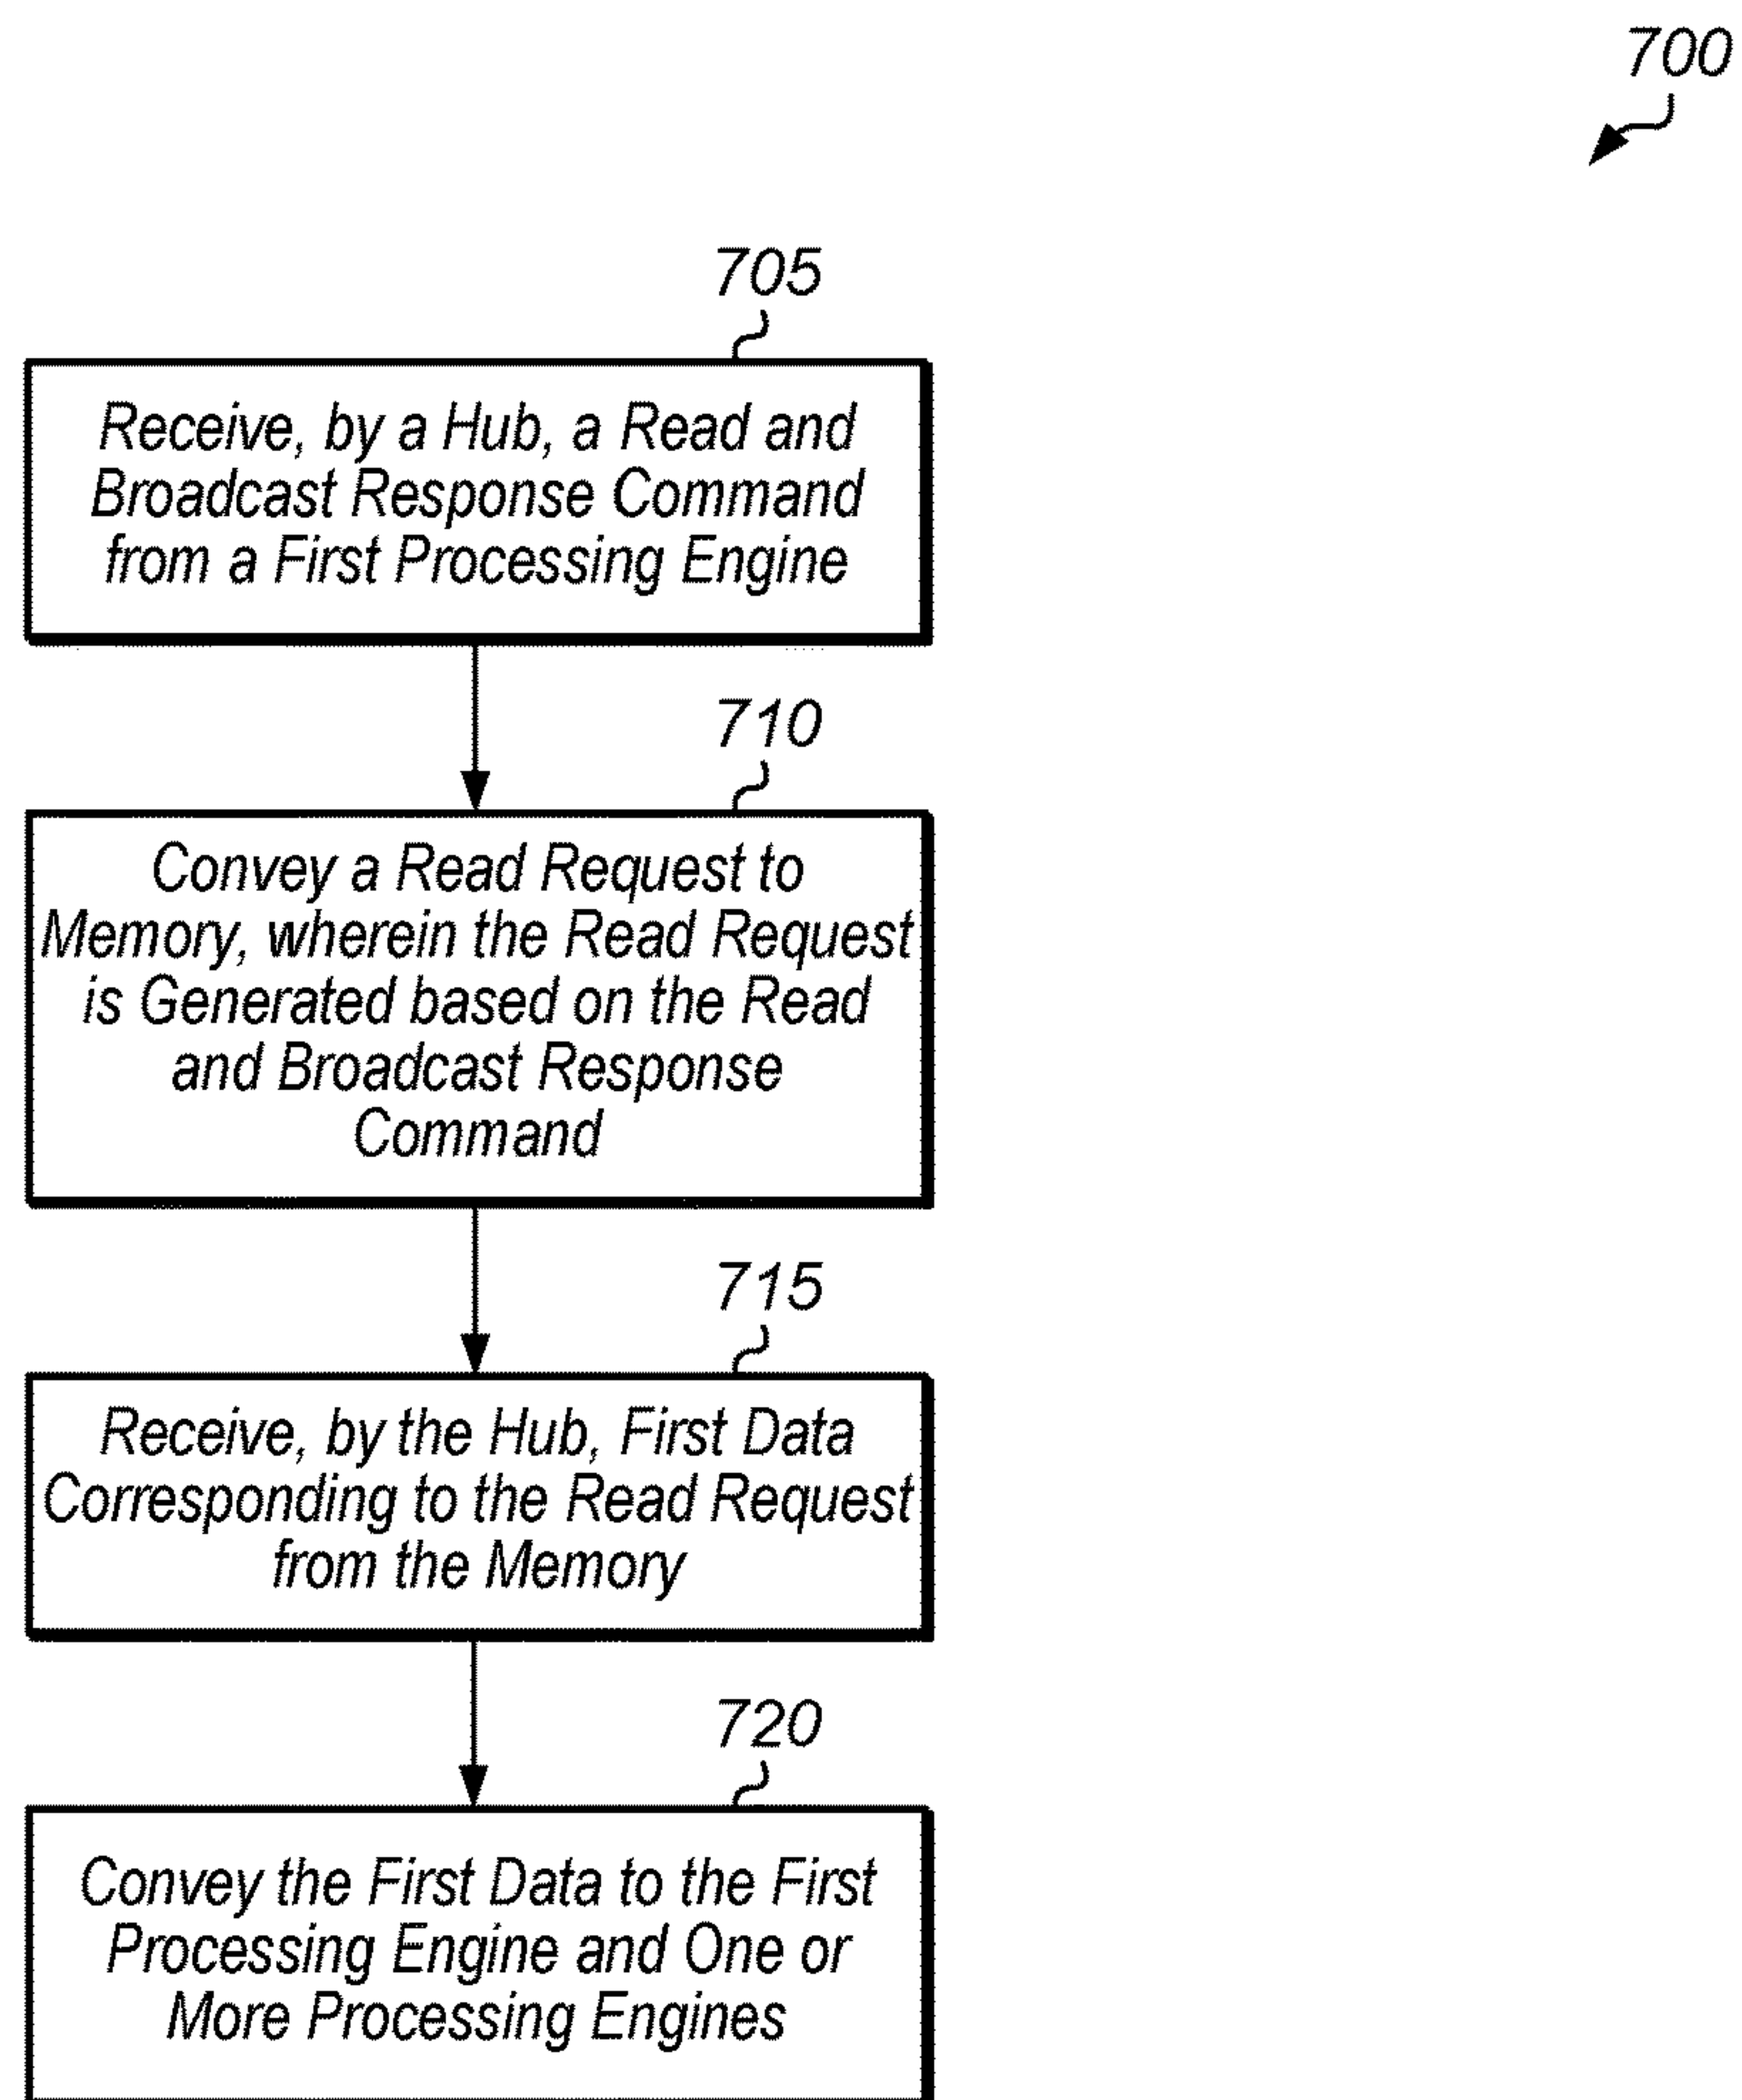 700
705
Receive, by a Hub, a Read and
Broadcast Response Command
from a First Processing Engine
710
Convey a Read Request to
Memory, wherein the Read Request
is Generated based on the Read
and Broadcast Response
Command
715
Receive, by the Hub, First Data
Corresponding to the Read Request
from the Memory
720
Convey the First Data to the First
Processing Engine and One or
More Processing Engines